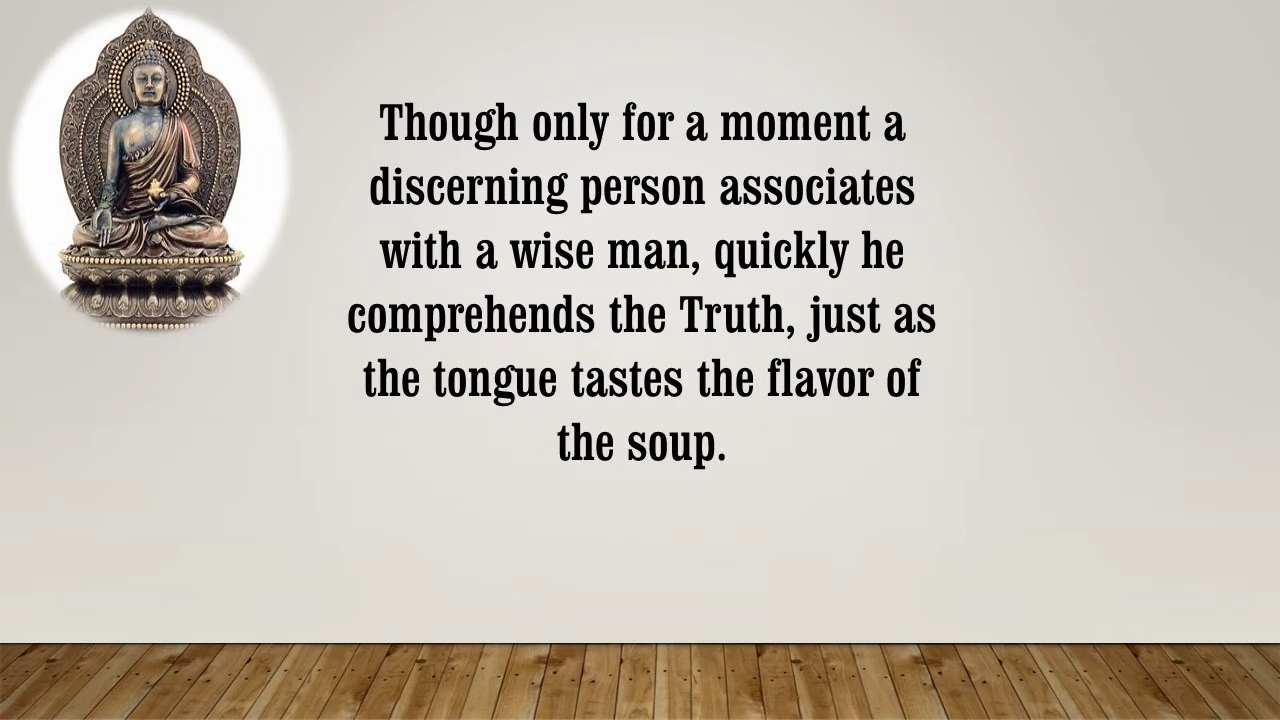 Though only for a moment a
discerning person associates
with a wise man, quickly he
comprehends the Truth, just as
the tongue tastes the flavor of
the soup.